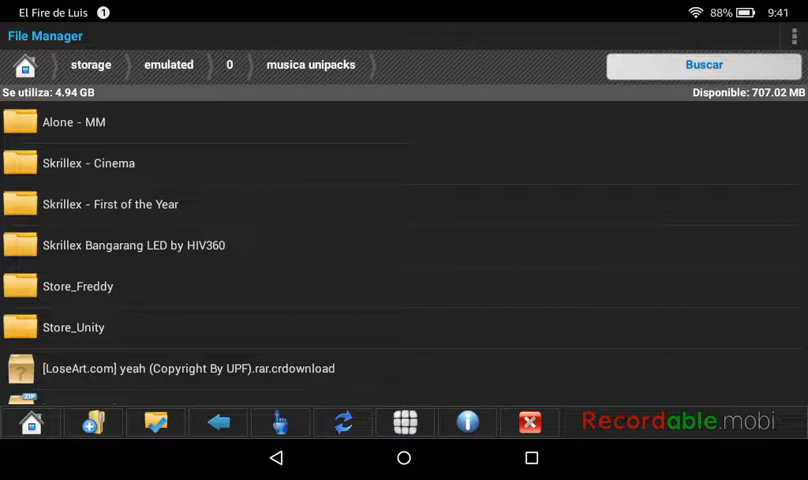 El Fire de Luis 1 88% 9:41
File Manager
storage emulated 0 musica unipacks Buscar
Se utiliza: 4.94 GB Disponible: 707.02 MB
Alone - MM
Skrillex - Cinema
Skrillex - First of the Year
Skrillex Bangarang LED by HIV360
Store_Freddy
Store_Unity
[LoseArt.com] yeah (Copyright By UPF).rar.crdownload
ZIP
Recordable.mobi